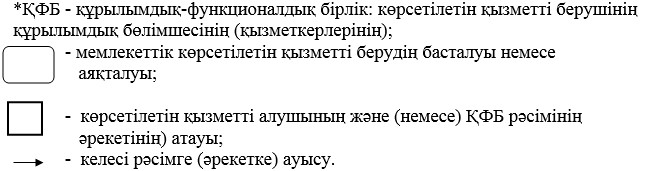 *ҚФБ - құрылымдық-функционалдық бірлік: көрсетілетін қызметті берушінің
құрылымдық бөлімшесінің (қызметкерлерінің);
- мемлекеттік көрсетілетін қызметті берудің басталуы немесе
аяқталуы;
- көрсетілетін қызметті алушының және (немесе) ҚФБ рәсімінің
әрекетінің) атауы;
- келесі рәсімге (әрекетке) ауысу.